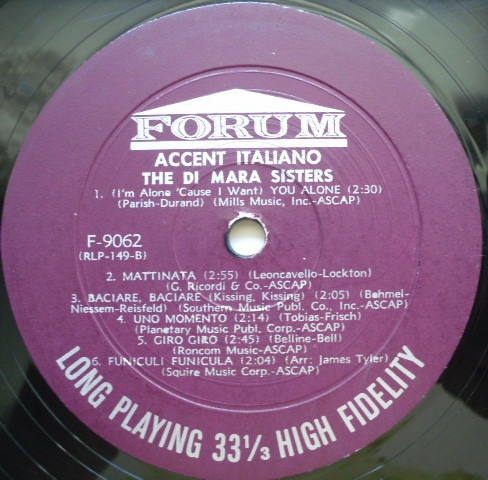 FORUM
ACCENT ITALIANO
THE DI MARA SISTERS
1. (I'm Alone 'Cause I Want) YOU ALONE (2:30)
(Parish-Durand) (Mills Music, Inc.-ASCAP)
F-9062
(RLP-149-B)
2. MATTINATA (2:55) (Leoncavello-Lockton)
(G. Ricordi & Co.-ASCAP)
3. BACIARE, BACIARE (Kissing, Kissing) (2:05) (Bohmel-
Niessem-Reisfeld) (Southern Music Publ. Co., Inc.-ASCAP)
4. UNO MOMENTO (2:14) (Tobias-Frisch)
(Planetary Music Publ. Corp.-ASCAP)
5. GIRO GIRO (2:45) (Belline-Bell)
(Roncom Music-ASCAP)
6. FUNICULI FUNICULA (2:04) (Arr: James Tyler)
(Squire Music Corp.-ASCAP)
LONG PLAYING 33⅓ HIGH FIDELITY